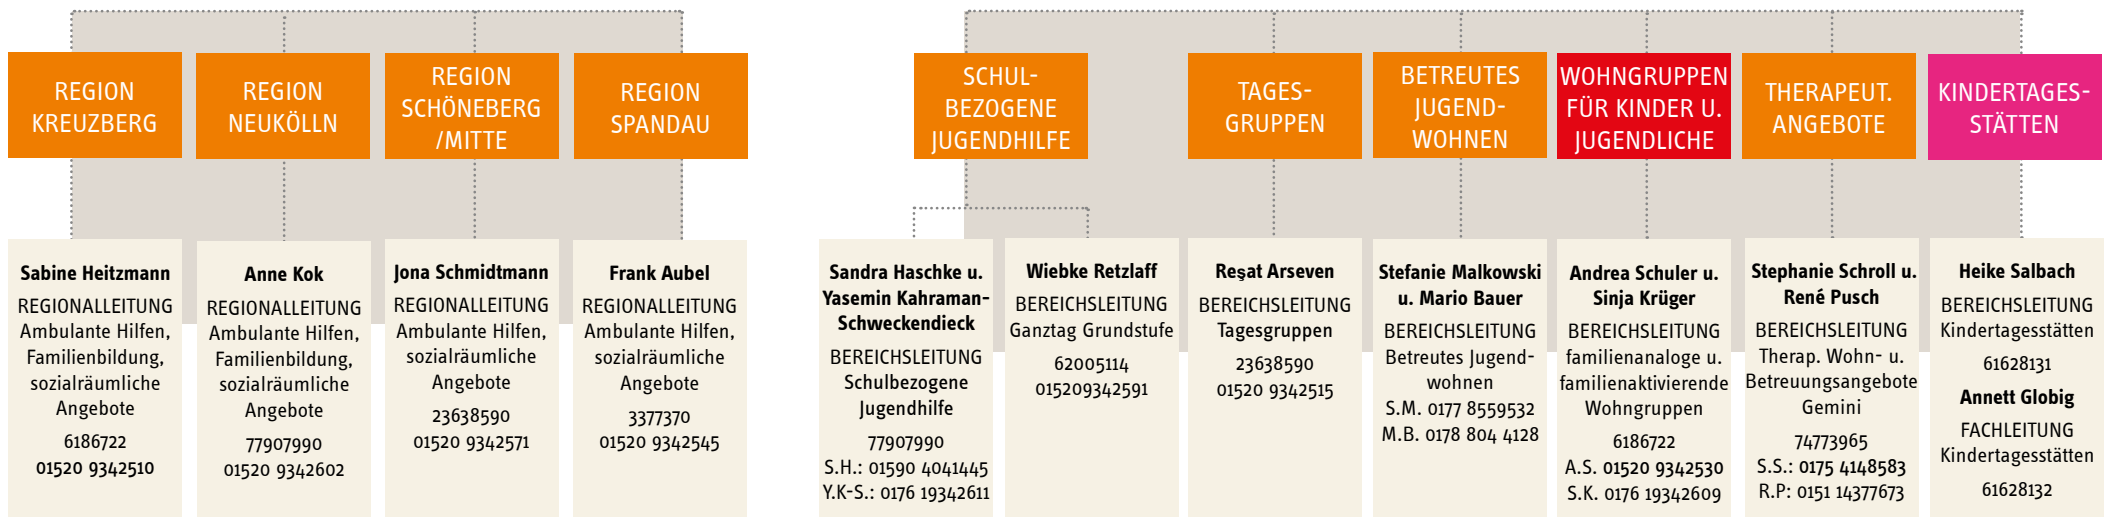 REGION
KREUZBERG
REGION
NEUKÖLLN
REGION
SCHÖNEBERG
/MITTE
REGION
SPANDAU
SCHUL-
BEZOGENE
JUGENDHILFE
TAGES-
GRUPPEN
BETREUTES
JUGEND-
WOHNEN
WOHNGRUPPEN
FÜR KINDER U.
JUGENDLICHE
THERAPEUT.
ANGEBOTE
KINDERTAGES-
STÄTTEN
Sabine Heitzmann
REGIONALLEITUNG
Ambulante Hilfen,
Familienbildung,
sozialräumliche
Angebote
6186722
01520 9342510
Anne Kok
REGIONALLEITUNG
Ambulante Hilfen,
Familienbildung,
sozialräumliche
Angebote
77907990
01520 9342602
Jona Schmidtmann
REGIONALLEITUNG
Ambulante Hilfen,
sozialräumliche
Angebote
23638590
01520 9342571
Frank Aubel
REGIONALLEITUNG
Ambulante Hilfen,
sozialräumliche
Angebote
3377370
01520 9342545
Sandra Haschke u.
Yasemin Kahraman-
Schweckendieck
BEREICHSLEITUNG
Schulbezogene
Jugendhilfe
77907990
S.H.: 01590 4041445
Y.K-S.: 0176 19342611
Wiebke Retzlaff
BEREICHSLEITUNG
Ganztag Grundstufe
62005114
015209342591
Reşat Arseven
BEREICHSLEITUNG
Tagesgruppen
23638590
01520 9342515
Stefanie Malkowski
u. Mario Bauer
BEREICHSLEITUNG
Betreutes Jugend-
wohnen
S.M. 0177 8559532
M.B. 0178 804 4128
Andrea Schuler u.
Sinja Krüger
BEREICHSLEITUNG
familienanaloge u.
familienaktivierende
Wohngruppen
6186722
A.S. 01520 9342530
S.K. 0176 19342609
Stephanie Schroll u.
René Pusch
BEREICHSLEITUNG
Therap. Wohn- u.
Betreuungsangebote
Gemini
74773965
S.S.: 0175 4148583
R.P: 0151 14377673
Heike Salbach
BEREICHSLEITUNG
Kindertagesstätten
61628131
Annett Globig
FACHLEITUNG
Kindertagesstätten
61628132